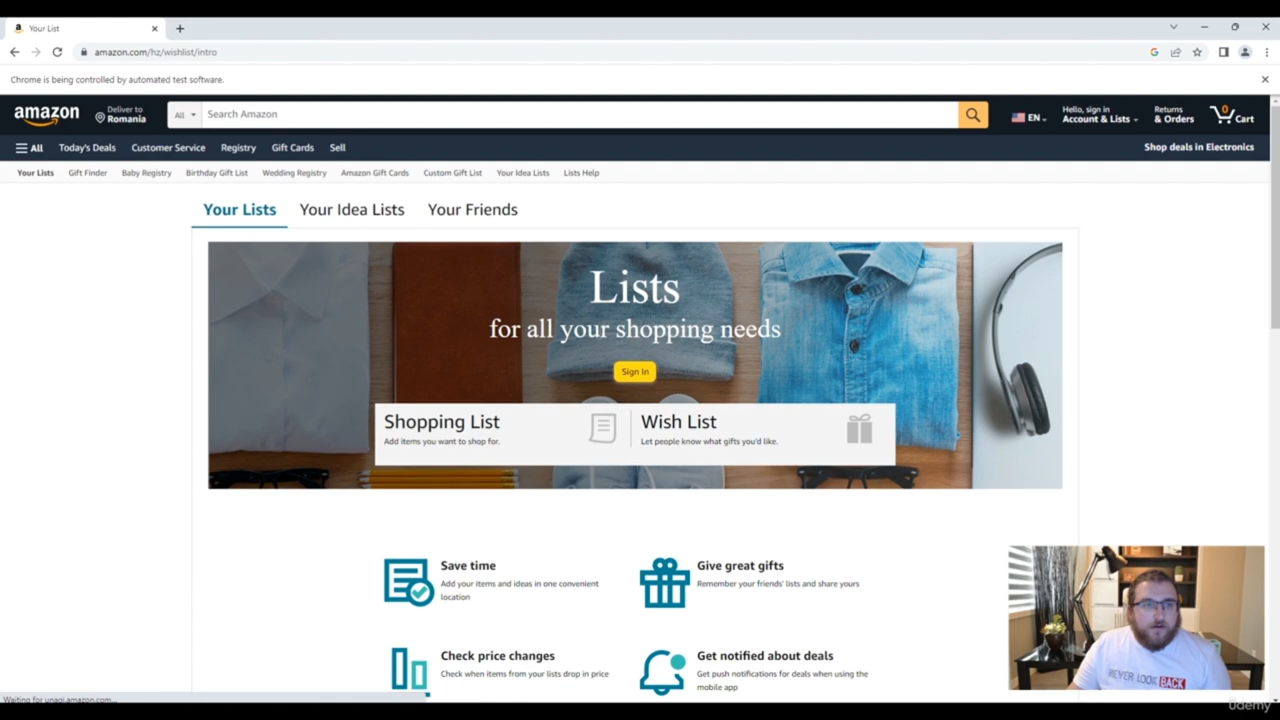 Your List
amazon.com/hz/wishlist/intro
Chrome is being controlled by automated test software.
amazon
Deliver to
Romania
All
Search Amazon
EN
Hello, sign in
Account & Lists
Returns
& Orders
0
Cart
All
Today's Deals
Customer Service
Registry
Gift Cards
Sell
Shop deals in Electronics
Your Lists
Gift Finder
Baby Registry
Birthday Gift List
Wedding Registry
Amazon Gift Cards
Custom Gift List
Your Idea Lists
Lists Help
Your Lists
Your Idea Lists
Your Friends
Lists
for all your shopping needs
Sign In
Shopping List
Add items you want to shop for.
Wish List
Let people know what gifts you'd like.
Save time
Add your items and ideas in one convenient
location
Give great gifts
Remember your friends' lists and share yours
Check price changes
Check when items from your lists drop in price
Get notified about deals
Get push notifications for deals when using the
mobile app
LOOK BACK
Waiting for unagi.amazon.com...
Udemy